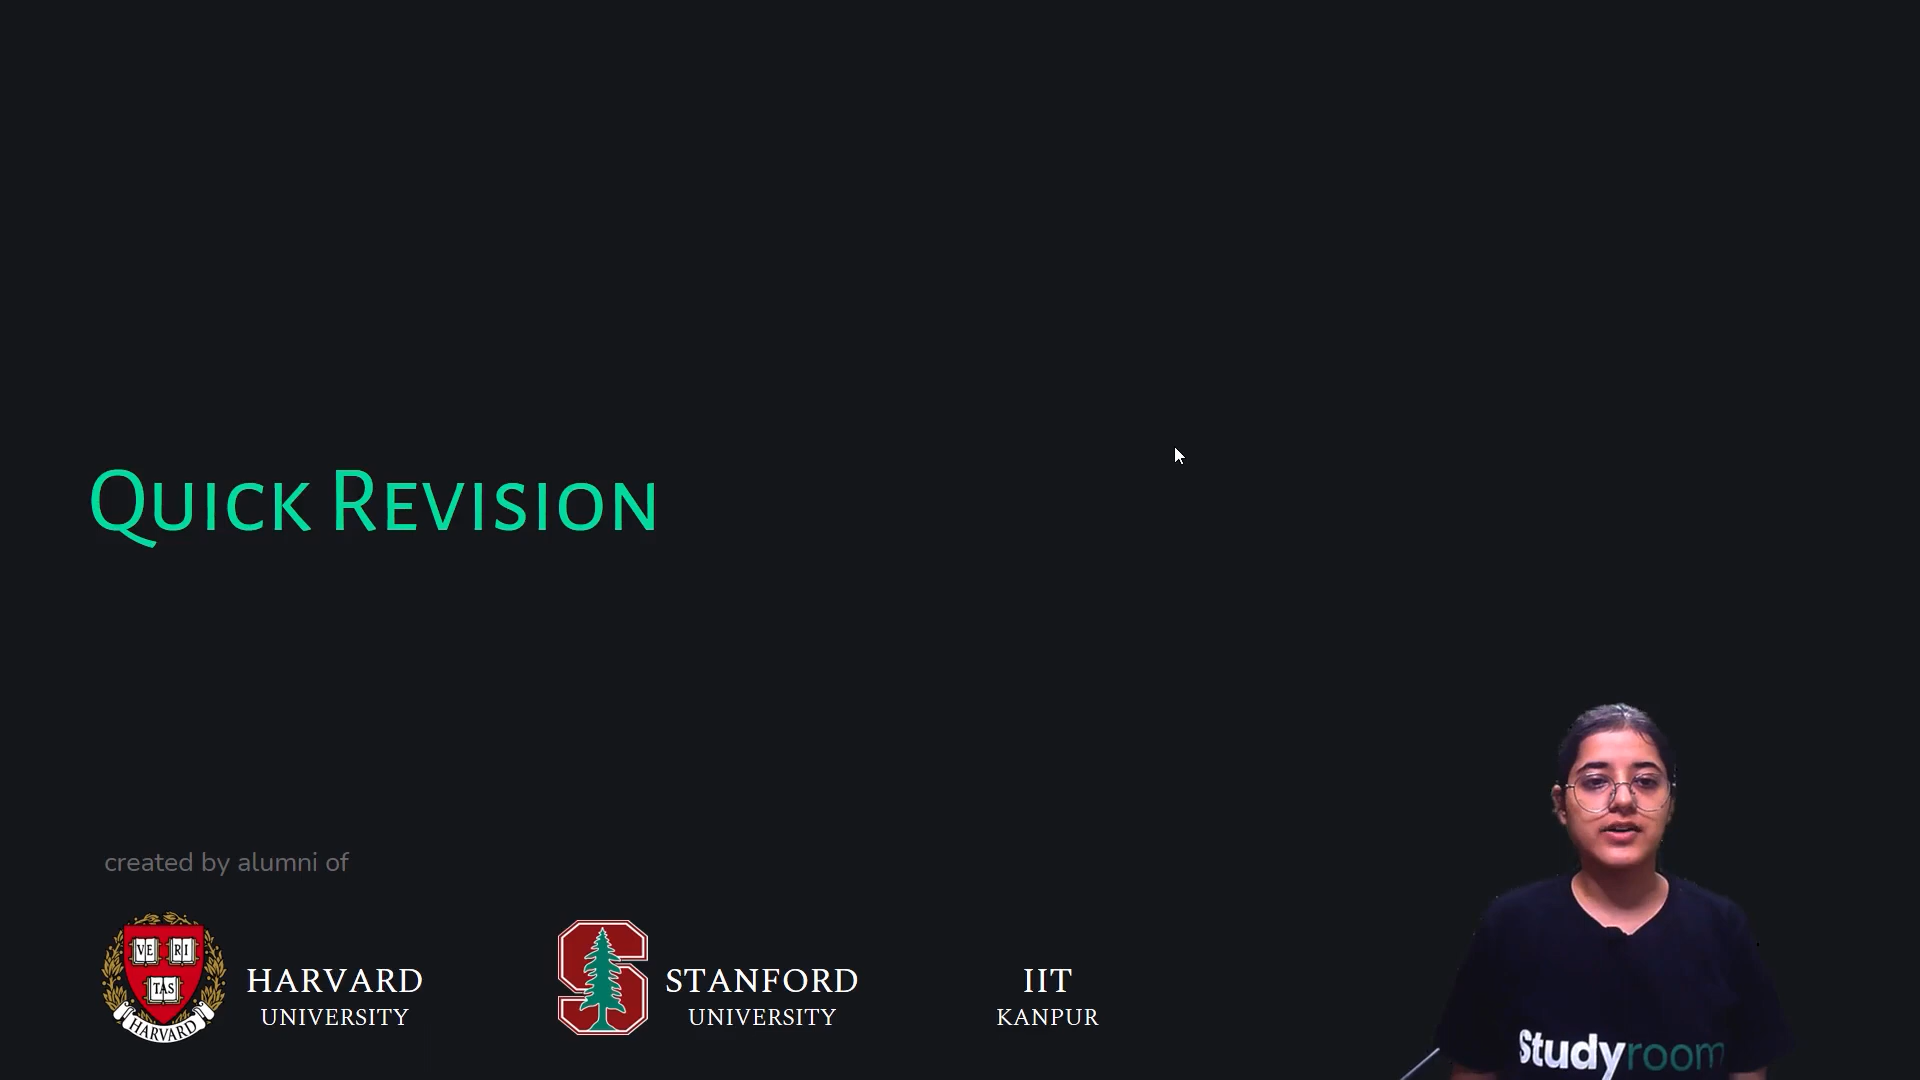 Quick Revision
created by alumni of
VE RI
TAS
HARVARD
HARVARD
UNIVERSITY
STANFORD
UNIVERSITY
IIT
KANPUR
Studyroom